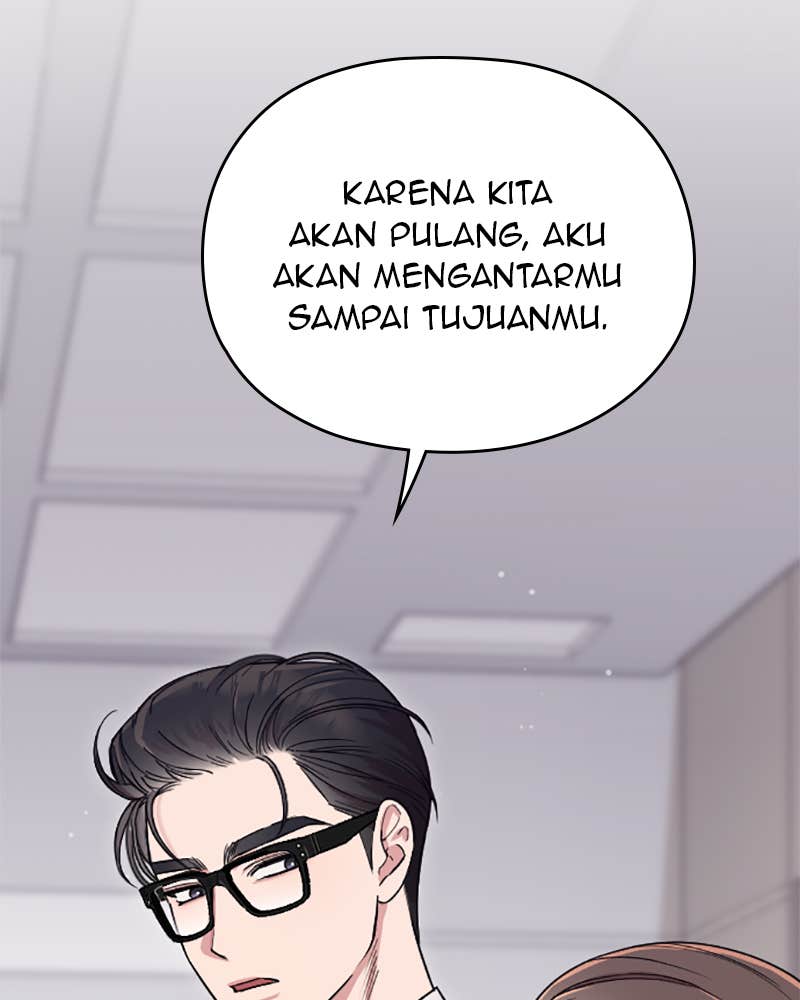 KARENA KITA
AKAN PULANG, AKU
AKAN MENGANTARMU
SAMPAI TUJUANMU.